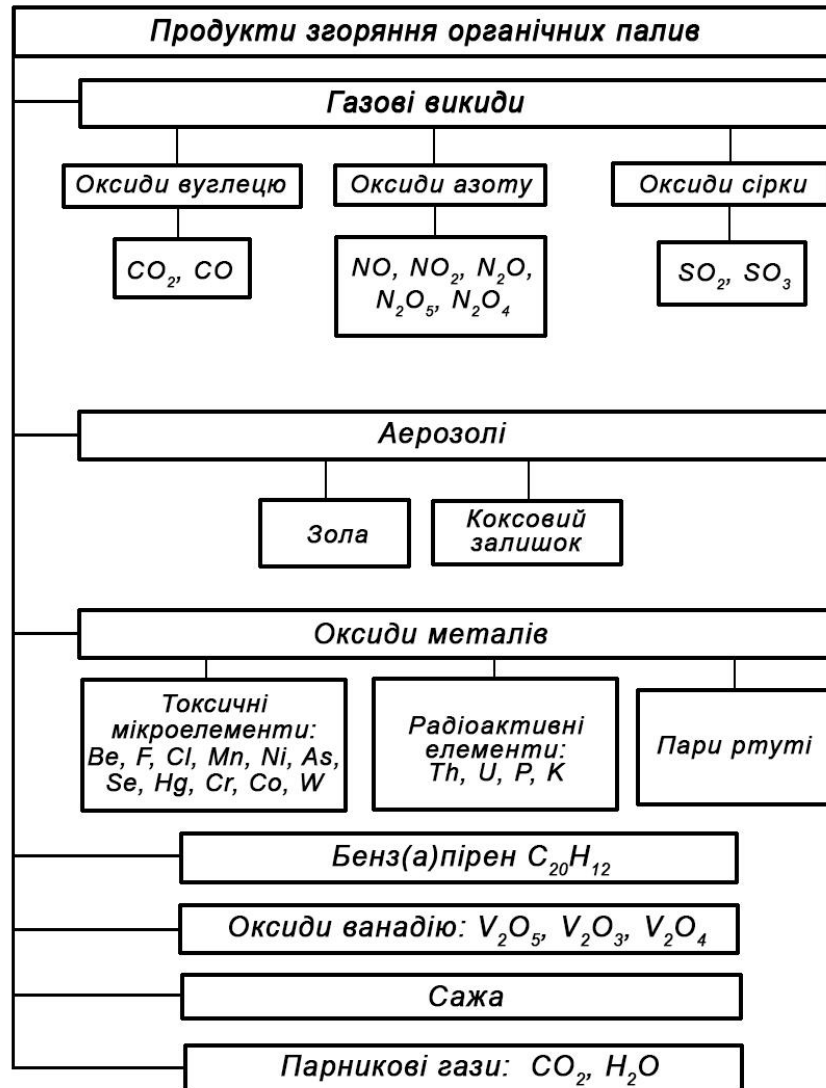 Продукти згоряння органічних палив
Газові викиди
Оксиди вуглецю
Оксиди азоту
Оксиди сірки
CO₂, CO
NO, NO₂, N₂O,
N₂O₅, N₂O₄
SO₂, SO₃
Аерозолі
Зола
Коксовий
залишок
Оксиди металів
Токсичні
мікроелементи:
Be, F, Cl, Mn, Ni, As,
Se, Hg, Cr, Co, W
Радіоактивні
елементи:
Th, U, P, K
Пари ртуті
Бенз(а)пірен C₂₀H₁₂
Оксиди ванадію: V₂O₅, V₂O₃, V₂O₄
Сажа
Парникові гази: CO₂, H₂O